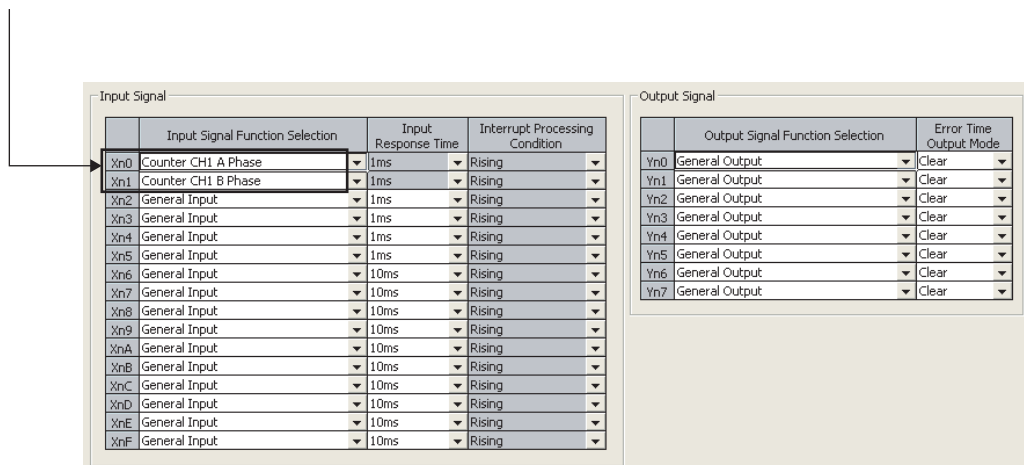 Input Signal
Input Signal Function Selection Input Response Time Interrupt Processing Condition
Xn0 Counter CH1 A Phase 1ms Rising
Xn1 Counter CH1 B Phase 1ms Rising
Xn2 General Input 1ms Rising
Xn3 General Input 1ms Rising
Xn4 General Input 1ms Rising
Xn5 General Input 1ms Rising
Xn6 General Input 10ms Rising
Xn7 General Input 10ms Rising
Xn8 General Input 10ms Rising
Xn9 General Input 10ms Rising
XnA General Input 10ms Rising
XnB General Input 10ms Rising
XnC General Input 10ms Rising
XnD General Input 10ms Rising
XnE General Input 10ms Rising
XnF General Input 10ms Rising
Output Signal
Output Signal Function Selection Error Time Output Mode
Yn0 General Output Clear
Yn1 General Output Clear
Yn2 General Output Clear
Yn3 General Output Clear
Yn4 General Output Clear
Yn5 General Output Clear
Yn6 General Output Clear
Yn7 General Output Clear